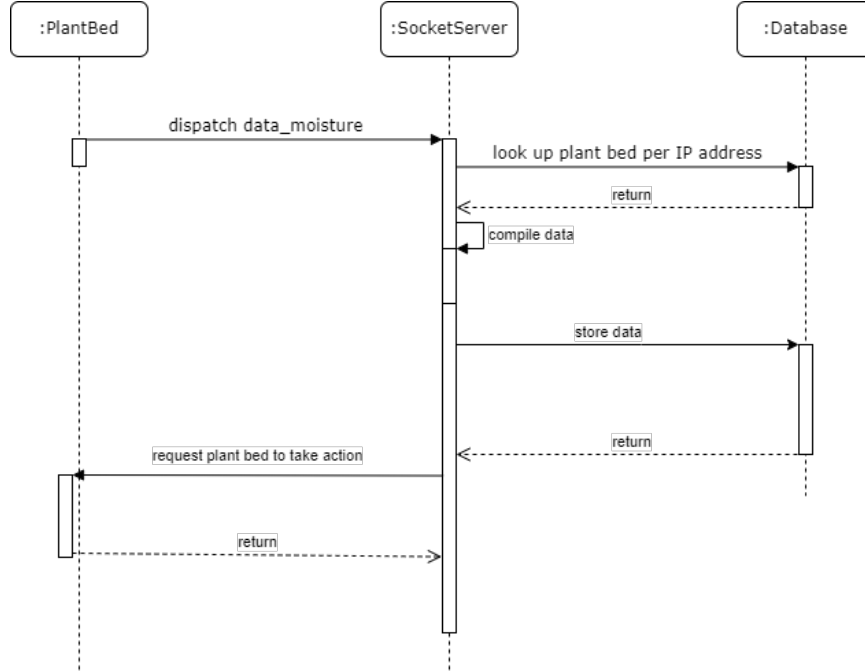 :PlantBed
:SocketServer
:Database
dispatch data_moisture
look up plant bed per IP address
return
compile data
store data
return
request plant bed to take action
return